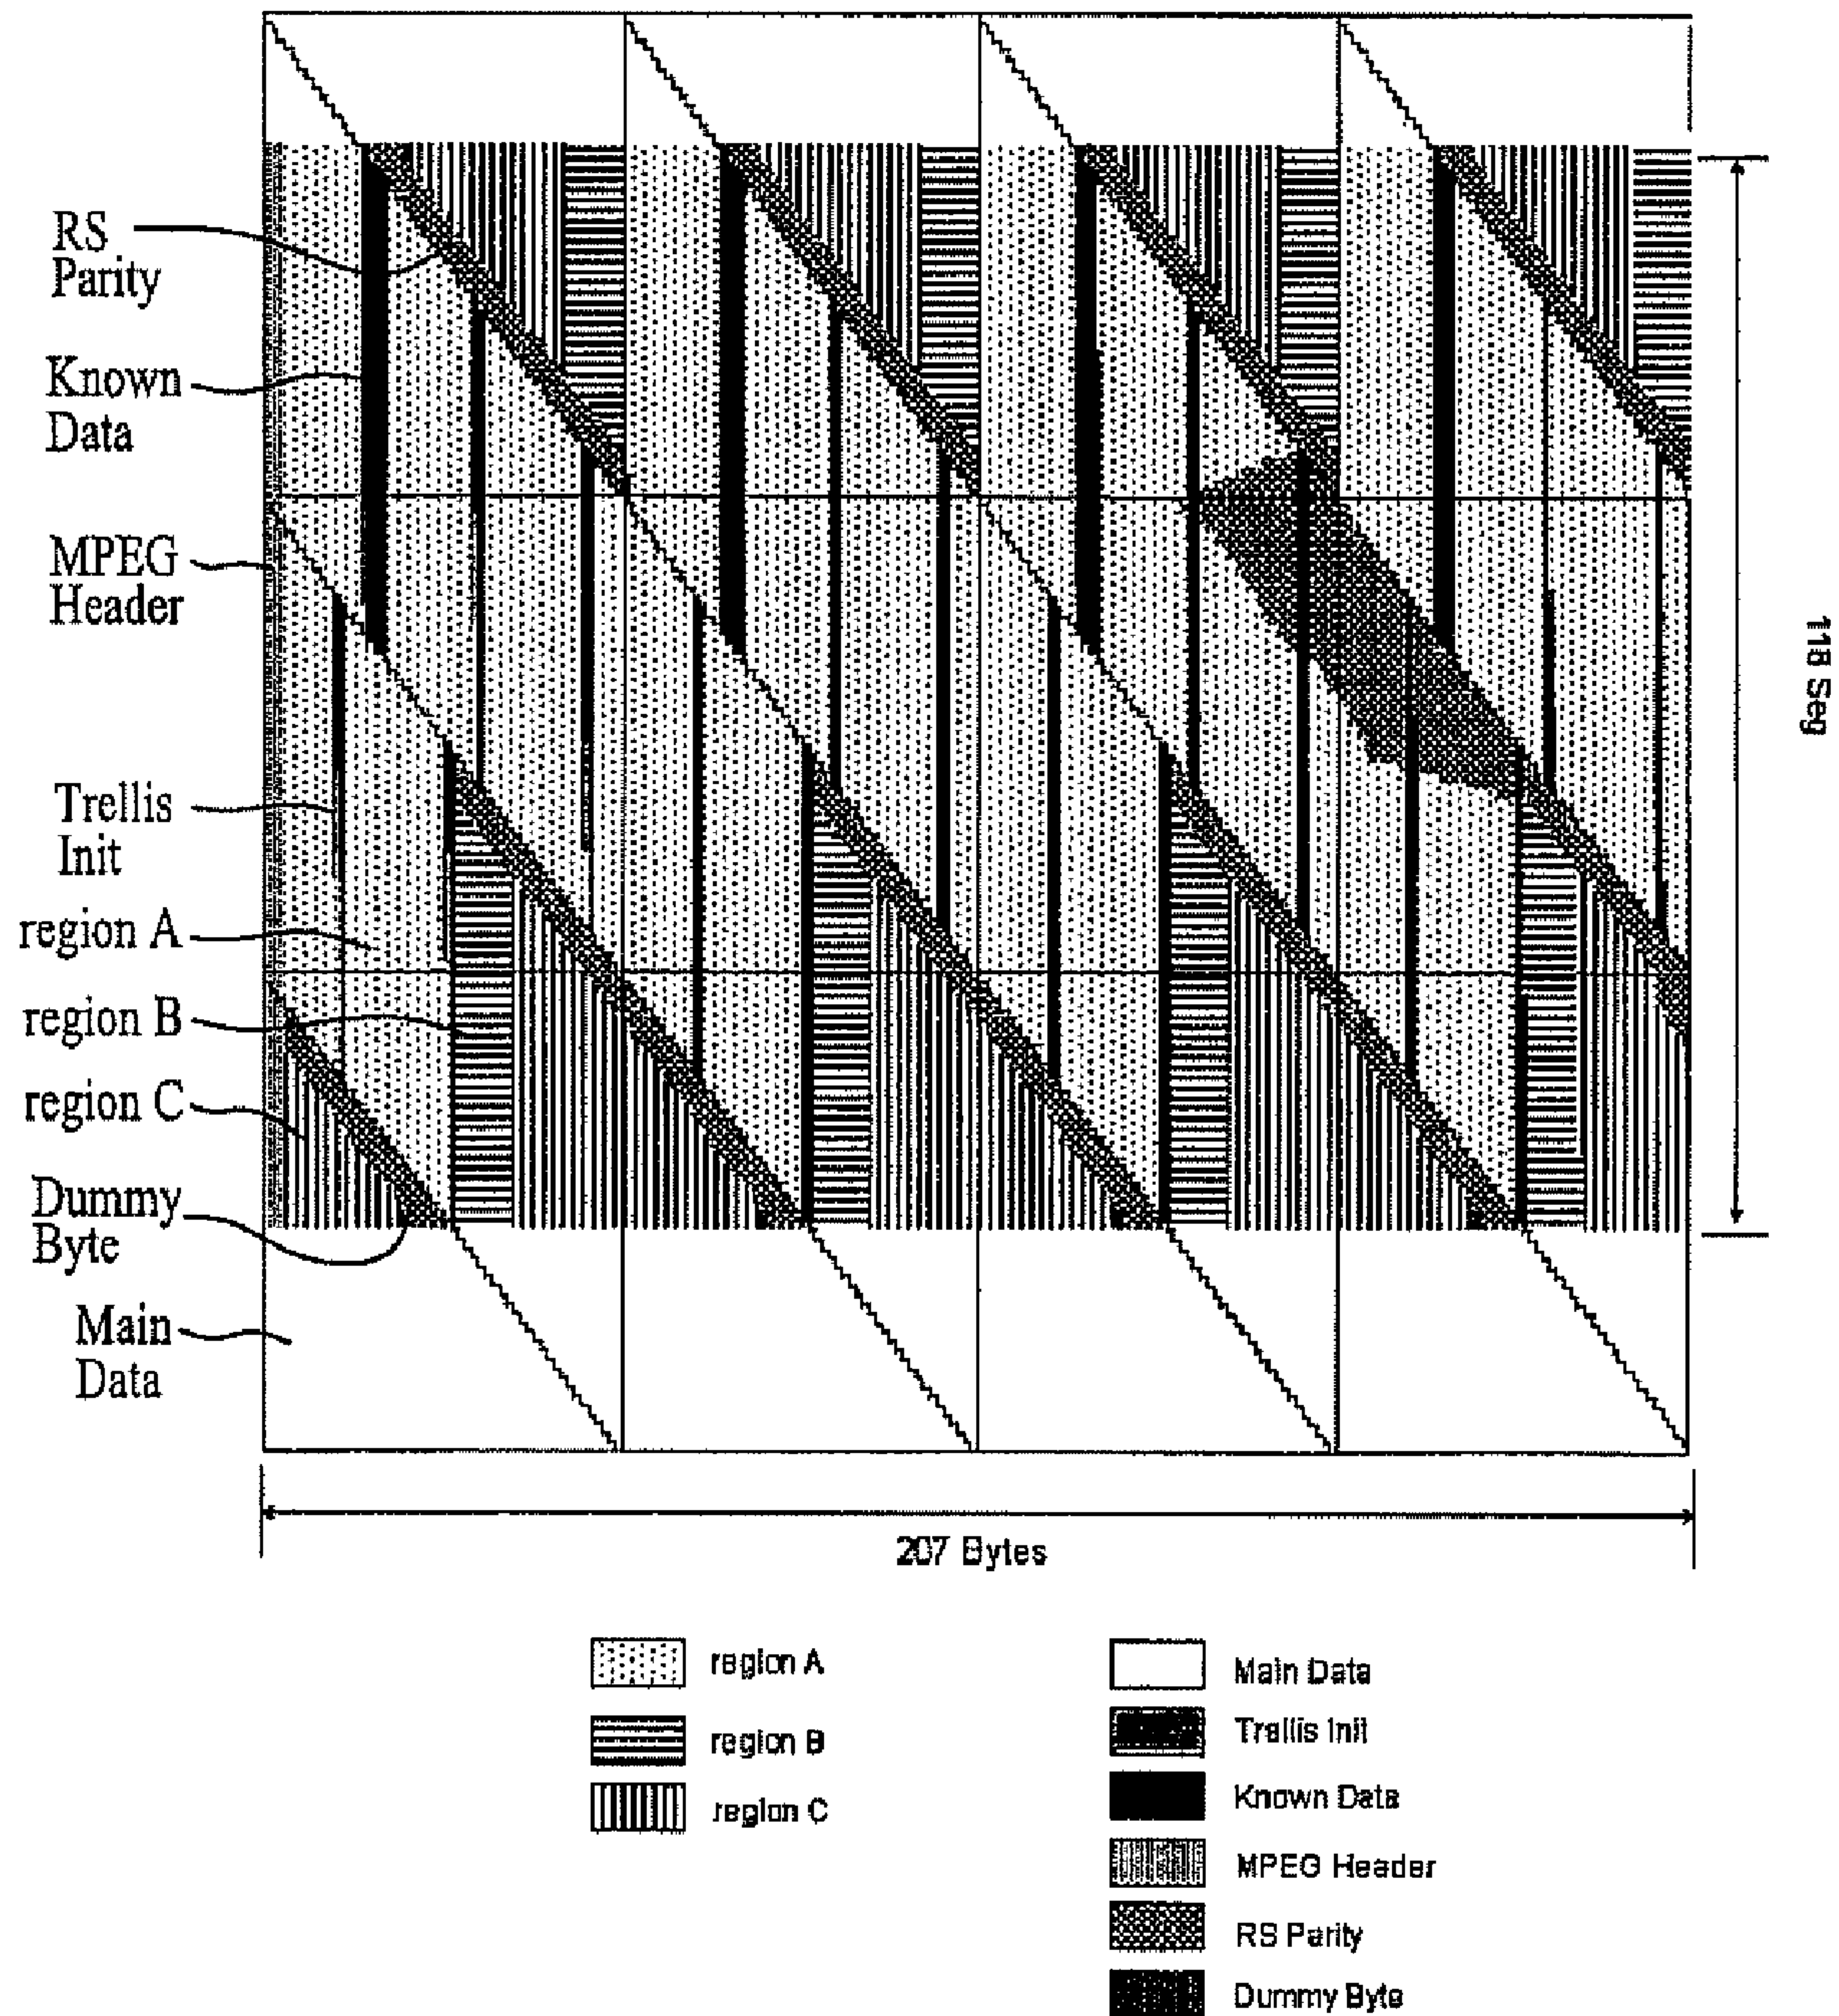 RS
Parity
Known
Data
MPEG
Header
Trellis
Init
region A
region B
region C
Dummy
Byte
Main
Data
118 Seg
207 Bytes
region A
region B
region C
Main Data
Trellis Init
Known Data
MPEG Header
RS Parity
Dummy Byte